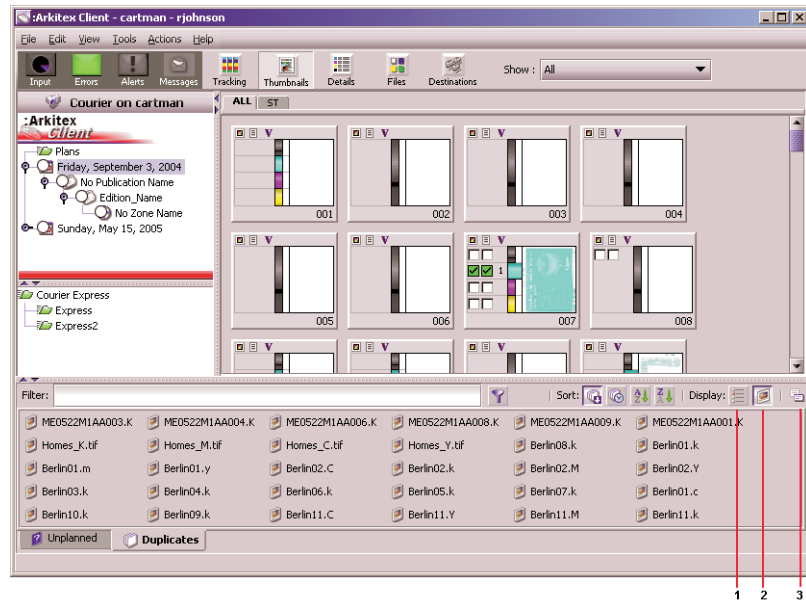 :Arkitex Client - cartman - rjohnson
File Edit View Tools Actions Help
Input Errors Alerts Messages Tracking Thumbnails Details Files Destinations Show : All
Courier on cartman
ALL ST
:Arkitex
Client
Plans
Friday, September 3, 2004
No Publication Name
Edition_Name
No Zone Name
Sunday, May 15, 2005
V V V V
001 002 003 004
V V V V
1
005 006 007 008
V V V V
Courier Express
Express
Express2
Filter: Sort: Display:
ME0522M1AA003.K ME0522M1AA004.K ME0522M1AA006.K ME0522M1AA008.K ME0522M1AA009.K ME0522M1AA001.K
Homes_K.tif Homes_M.tif Homes_C.tif Homes_Y.tif Berlin08.k Berlin01.k
Berlin01.m Berlin01.y Berlin02.C Berlin02.k Berlin02.M Berlin02.Y
Berlin03.k Berlin04.k Berlin06.k Berlin05.k Berlin07.k Berlin01.c
Berlin10.k Berlin09.k Berlin11.C Berlin11.Y Berlin11.M Berlin11.k
Unplanned Duplicates
1 2 3